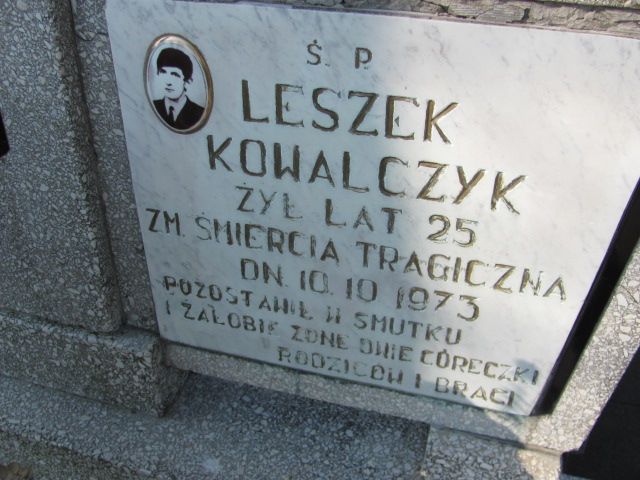 Ś. P.
LESZEK
KOWALCZYK
ŻYŁ LAT 25
ZM. ŚMIERCIĄ TRAGICZNĄ
DN. 10. 10 1973
POZOSTAWIŁ W SMUTKU
I ŻAŁOBIE ŻONĘ DWIE CÓRECZKI
RODZICÓW I BRACI